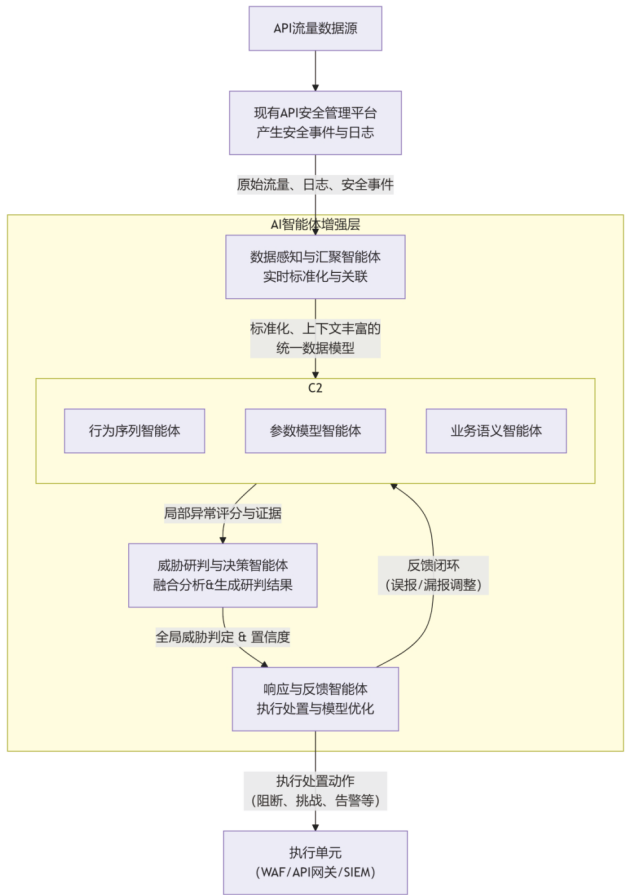 API流量数据源
现有API安全管理平台
产生安全事件与日志
原始流量、日志、安全事件
AI智能体增强层
数据感知与汇聚智能体
实时标准化与关联
标准化、上下文丰富的
统一数据模型
C2
行为序列智能体
参数模型智能体
业务语义智能体
局部异常评分与证据
威胁研判与决策智能体
融合分析&生成研判结果
反馈闭环
（误报/漏报调整）
全局威胁判定 & 置信度
响应与反馈智能体
执行处置与模型优化
执行处置动作
（阻断、挑战、告警等）
执行单元
（WAF/API网关/SIEM）